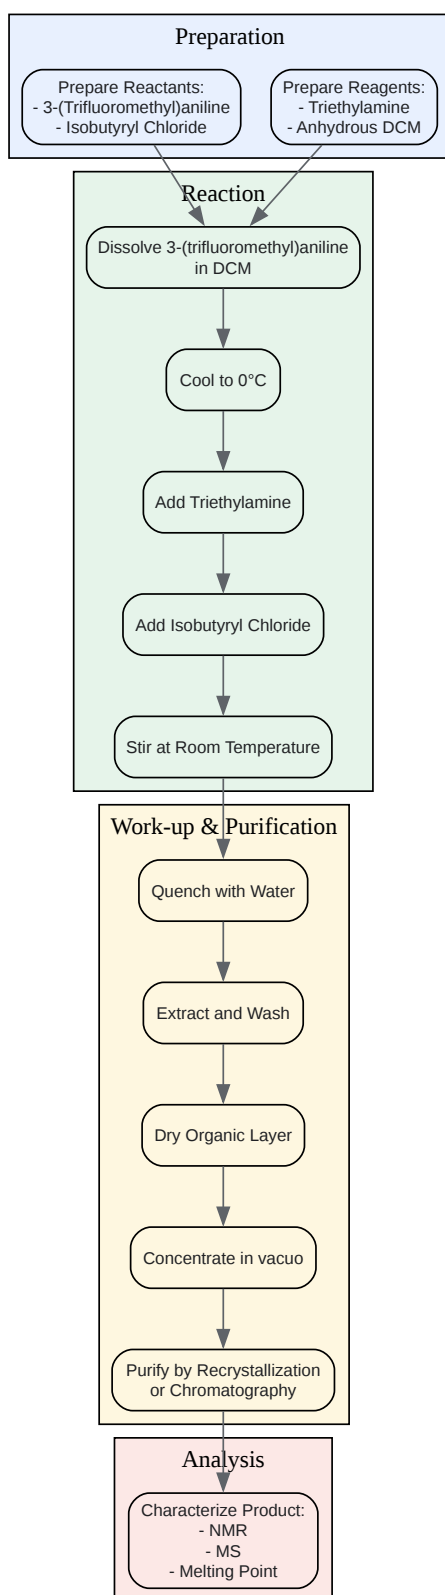 Preparation
Prepare Reactants:
- 3-(Trifluoromethyl)aniline
- Isobutyryl Chloride
Prepare Reagents:
- Triethylamine
- Anhydrous DCM
Reaction
Dissolve 3-(trifluoromethyl)aniline
in DCM
Cool to 0°C
Add Triethylamine
Add Isobutyryl Chloride
Stir at Room Temperature
Work-up & Purification
Quench with Water
Extract and Wash
Dry Organic Layer
Concentrate in vacuo
Purify by Recrystallization
or Chromatography
Analysis
Characterize Product:
- NMR
- MS
- Melting Point